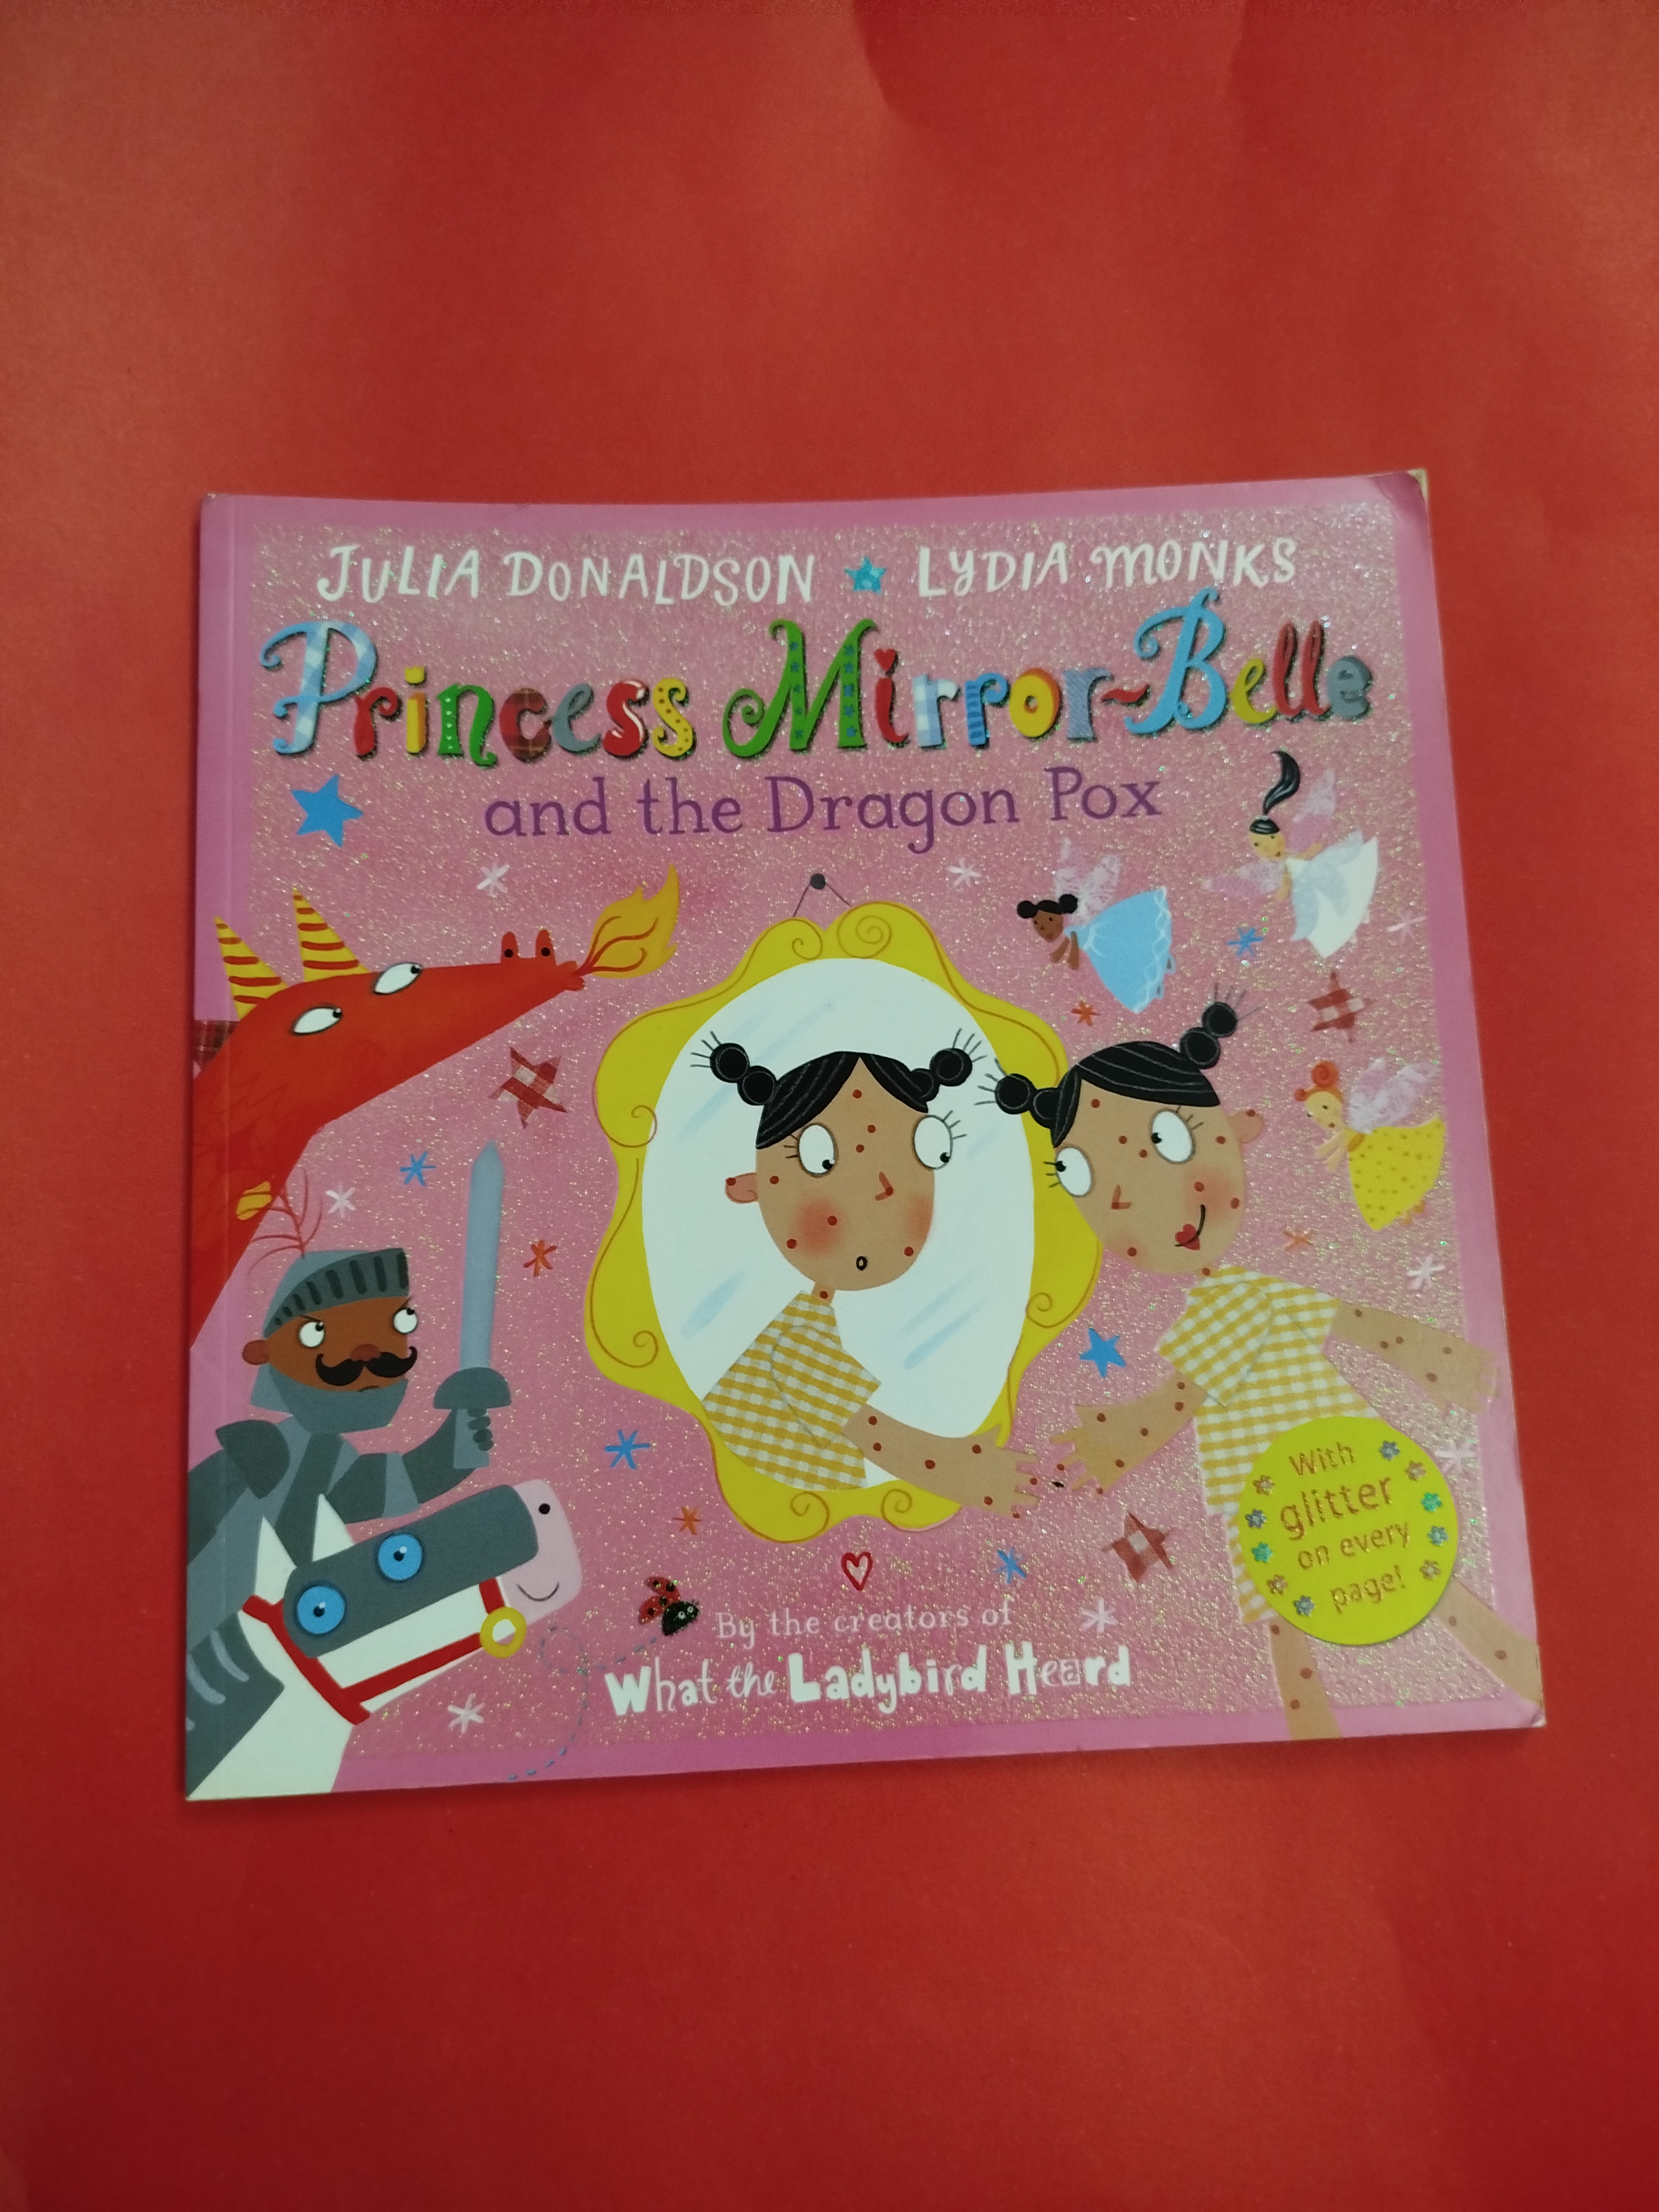 JULIA DONALDSON LYDIA MONKS
Princess Mirror-Belle
and the Dragon Pox
With
glitter
on every
page!
By the creators of
What the Ladybird Heard